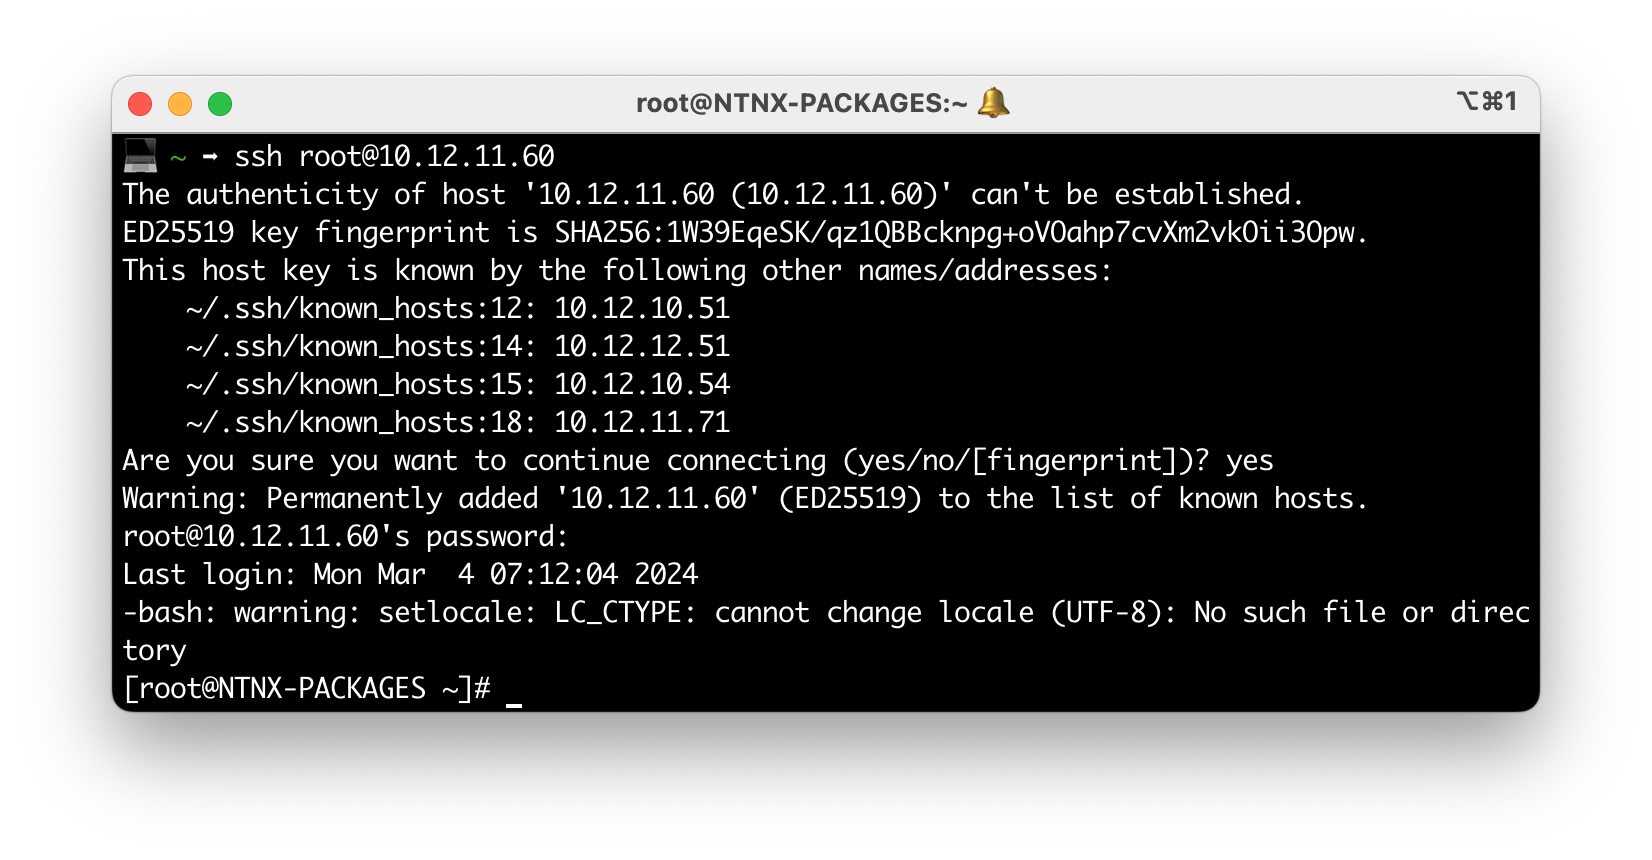 root@NTNX-PACKAGES:~ 🔔
⌥⌘1
~ ➡ ssh root@10.12.11.60
The authenticity of host '10.12.11.60 (10.12.11.60)' can't be established.
ED25519 key fingerprint is SHA256:1W39EqeSK/qz1QBBcknpg+oVOahp7cvXm2vkOii3Opw.
This host key is known by the following other names/addresses:
    ~/.ssh/known_hosts:12: 10.12.10.51
    ~/.ssh/known_hosts:14: 10.12.12.51
    ~/.ssh/known_hosts:15: 10.12.10.54
    ~/.ssh/known_hosts:18: 10.12.11.71
Are you sure you want to continue connecting (yes/no/[fingerprint])? yes
Warning: Permanently added '10.12.11.60' (ED25519) to the list of known hosts.
root@10.12.11.60's password:
Last login: Mon Mar  4 07:12:04 2024
-bash: warning: setlocale: LC_CTYPE: cannot change locale (UTF-8): No such file or direc
tory
[root@NTNX-PACKAGES ~]# _